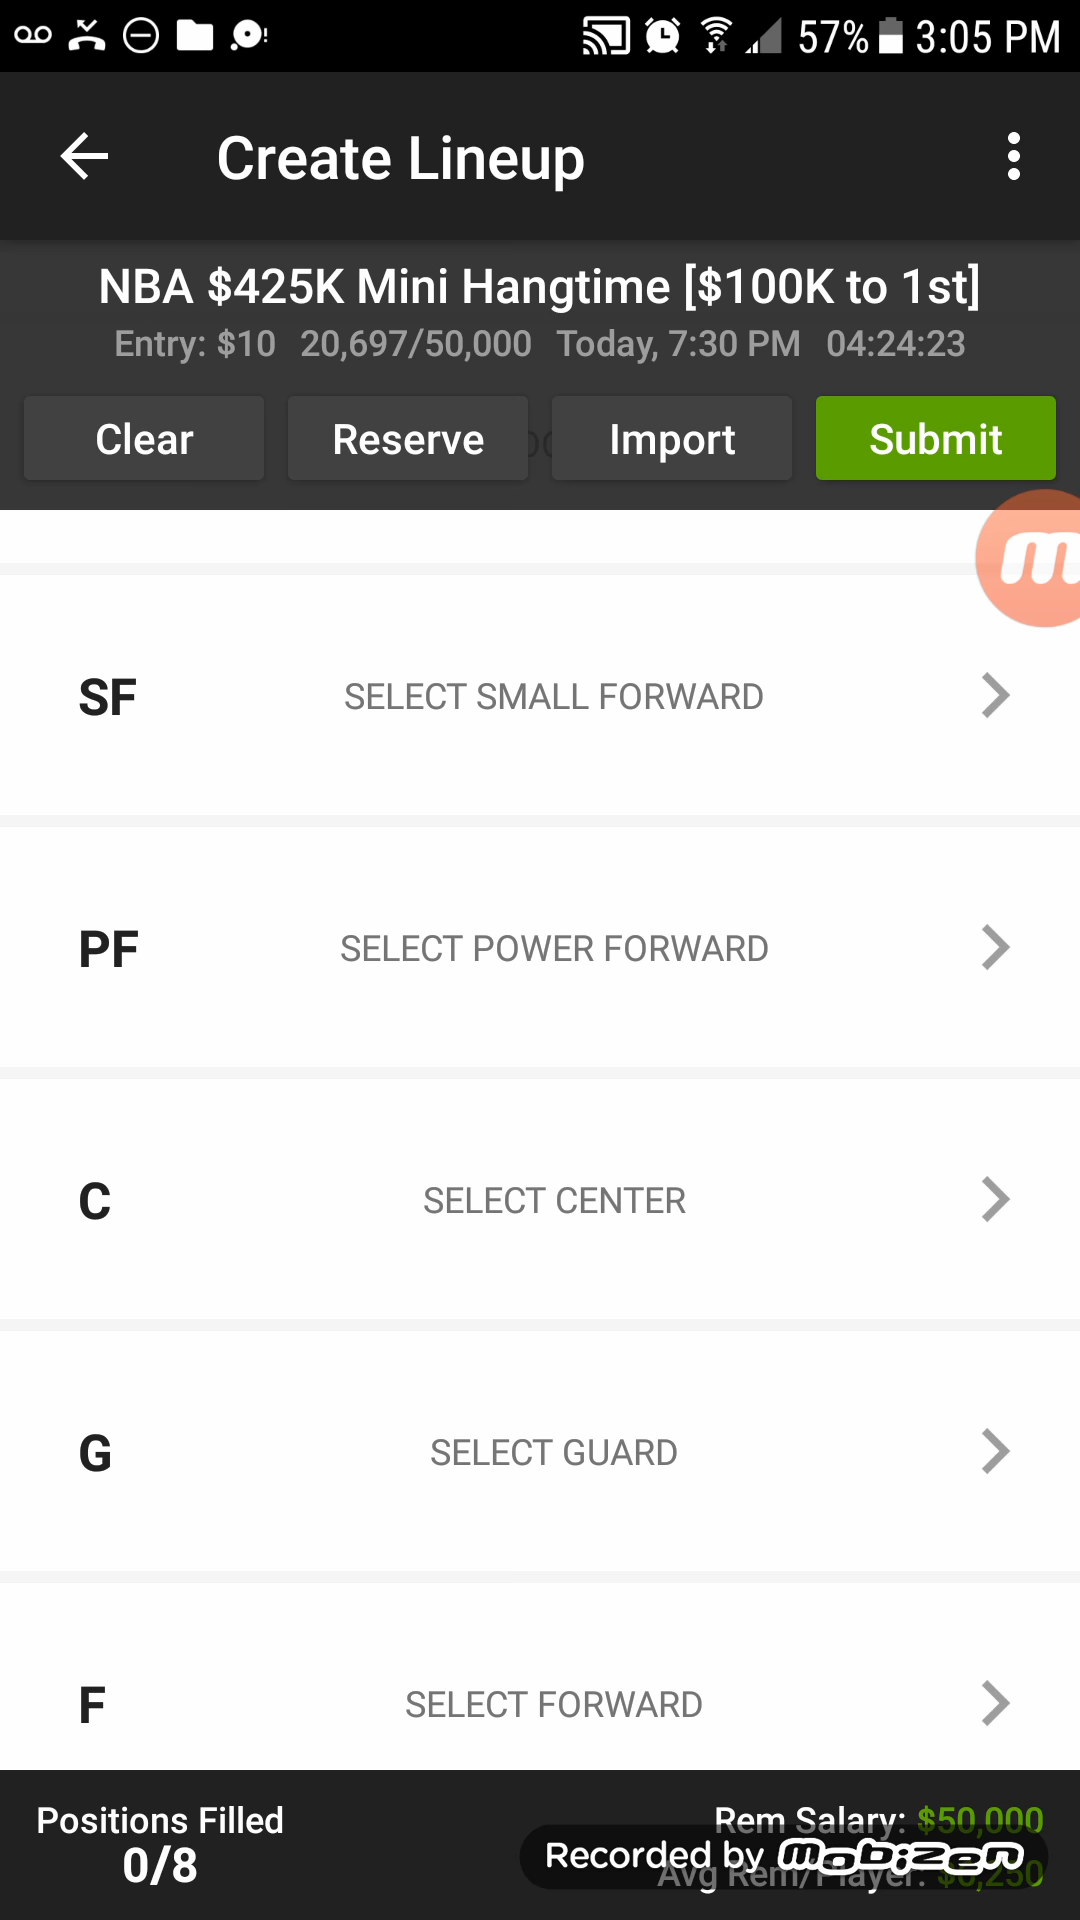 57% 3:05 PM
Create Lineup
NBA $425K Mini Hangtime [$100K to 1st]
Entry: $10 20,697/50,000 Today, 7:30 PM 04:24:23
Clear Reserve Import Submit
m
SF SELECT SMALL FORWARD
PF SELECT POWER FORWARD
C SELECT CENTER
G SELECT GUARD
F SELECT FORWARD
Positions Filled
0/8
Rem Salary: $50,000
Recorded by mobizen
Avg Rem/Player: $6,250